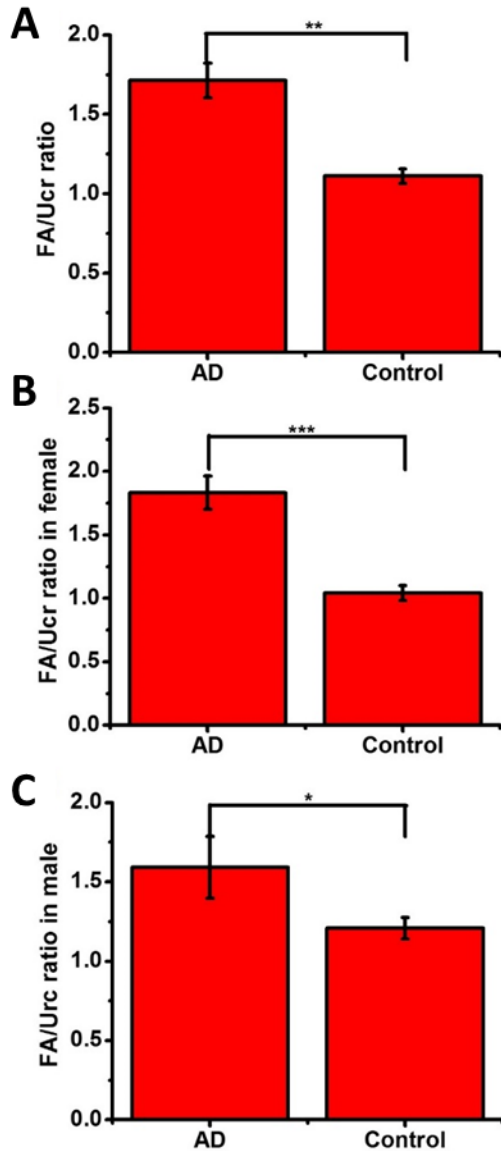 A
FA/Ucr ratio
2.0
1.5
1.0
0.5
0.0
**
AD Control
B
FA/Ucr ratio in female
2.5
2.0
1.5
1.0
0.5
0.0
***
AD Control
C
FA/Urc ratio in male
2.0
1.5
1.0
0.5
0.0
*
AD Control